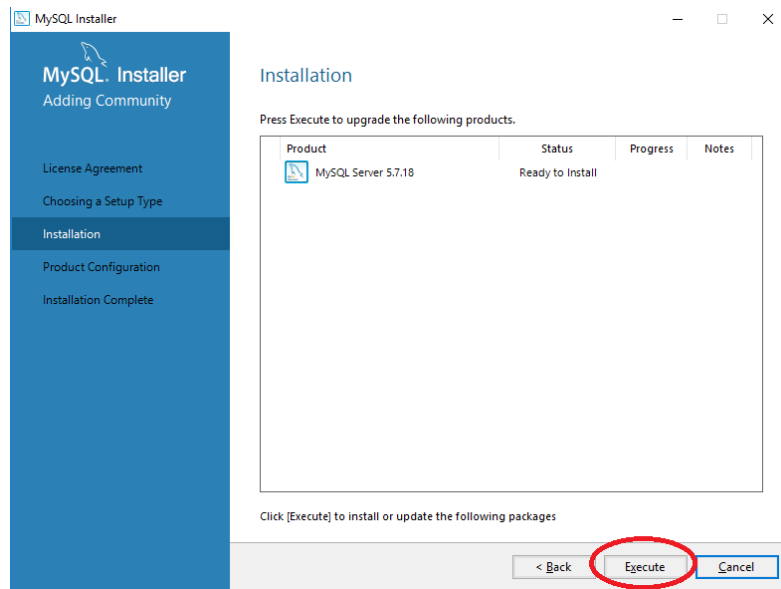 MySQL Installer
MySQL. Installer
Adding Community
License Agreement
Choosing a Setup Type
Installation
Product Configuration
Installation Complete
Installation
Press Execute to upgrade the following products.
Product Status Progress Notes
MySQL Server 5.7.18 Ready to Install
Click [Execute] to install or update the following packages
< Back Execute Cancel